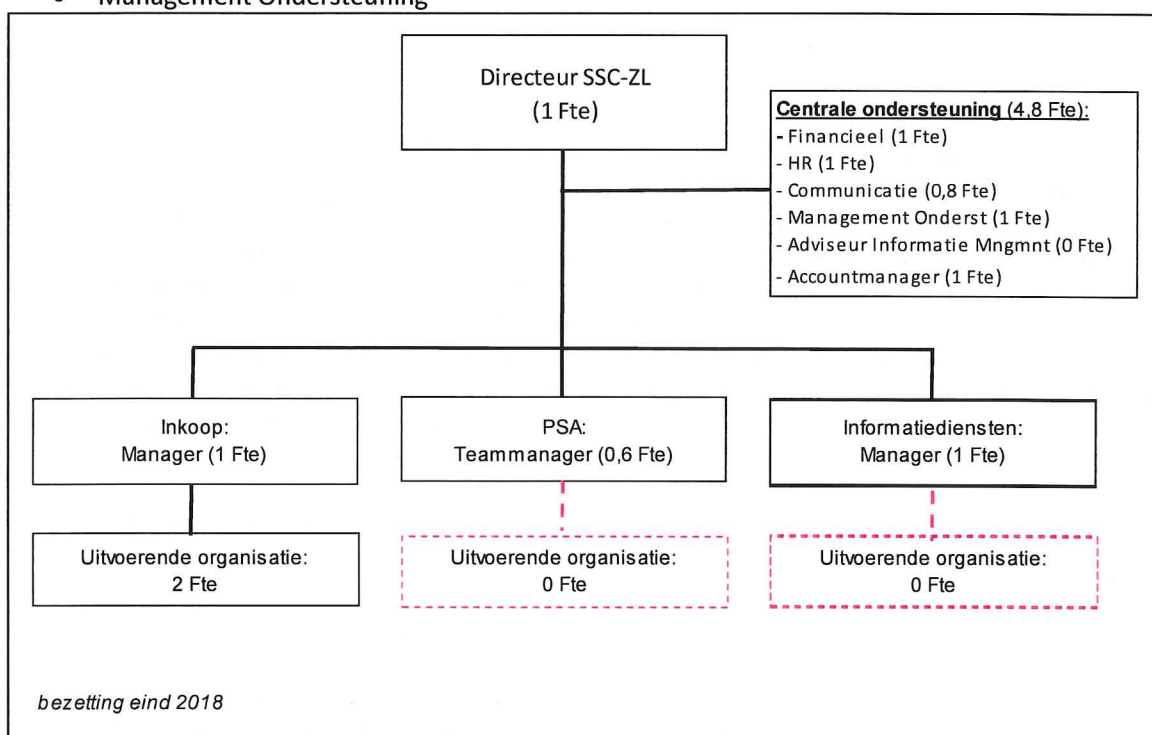 Management Ondersteuning
Directeur SSC-ZL
(1 Fte)
Centrale ondersteuning (4,8 Fte):
- Financieel (1 Fte)
- HR (1 Fte)
- Communicatie (0,8 Fte)
- Management Onderst (1 Fte)
- Adviseur Informatie Mngmnt (0 Fte)
- Accountmanager (1 Fte)
Inkoop:
Manager (1 Fte)
PSA:
Teammanager (0,6 Fte)
Informatiediensten:
Manager (1 Fte)
Uitvoerende organisatie:
2 Fte
Uitvoerende organisatie:
0 Fte
Uitvoerende organisatie:
0 Fte
bezetting eind 2018